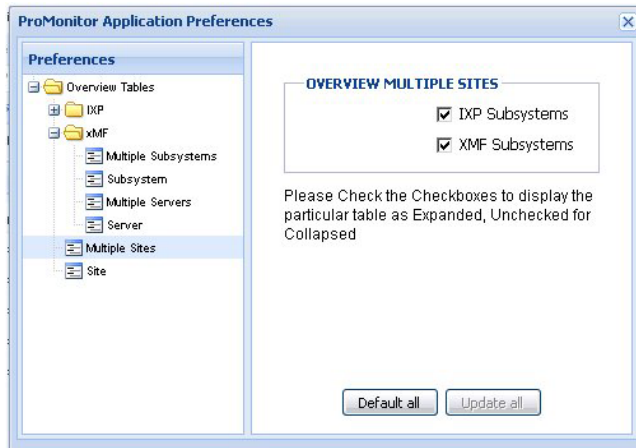 ProMonitor Application Preferences
Preferences
Overview Tables
IXP
xMF
Multiple Subsystems
Subsystem
Multiple Servers
Server
Multiple Sites
Site
OVERVIEW MULTIPLE SITES
IXP Subsystems
XMF Subsystems
Please Check the Checkboxes to display the
particular table as Expanded, Unchecked for
Collapsed
Default all
Update all